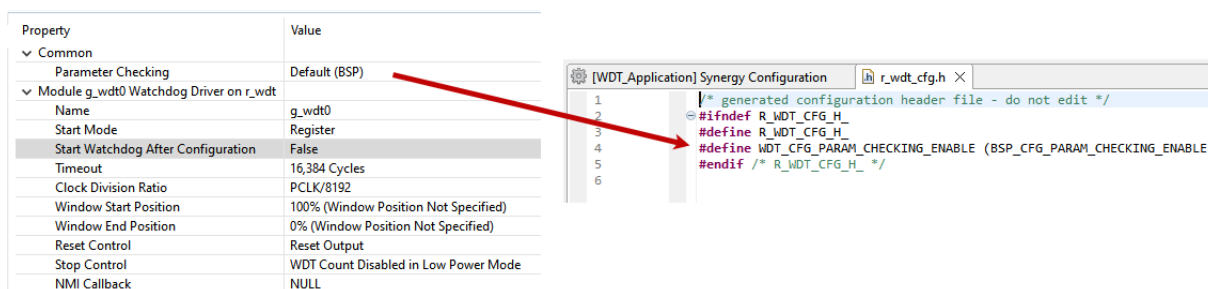 Property Value
Common
Parameter Checking Default (BSP)
Module g_wdt0 Watchdog Driver on r_wdt
Name g_wdt0
Start Mode Register
Start Watchdog After Configuration False
Timeout 16,384 Cycles
Clock Division Ratio PCLK/8192
Window Start Position 100% (Window Position Not Specified)
Window End Position 0% (Window Position Not Specified)
Reset Control Reset Output
Stop Control WDT Count Disabled in Low Power Mode
NMI Callback NULL
[WDT_Application] Synergy Configuration r_wdt_cfg.h
1 /* generated configuration header file - do not edit */
2 #ifndef R_WDT_CFG_H_
3 #define R_WDT_CFG_H_
4 #define WDT_CFG_PARAM_CHECKING_ENABLE (BSP_CFG_PARAM_CHECKING_ENABLE
5 #endif /* R_WDT_CFG_H_ */
6